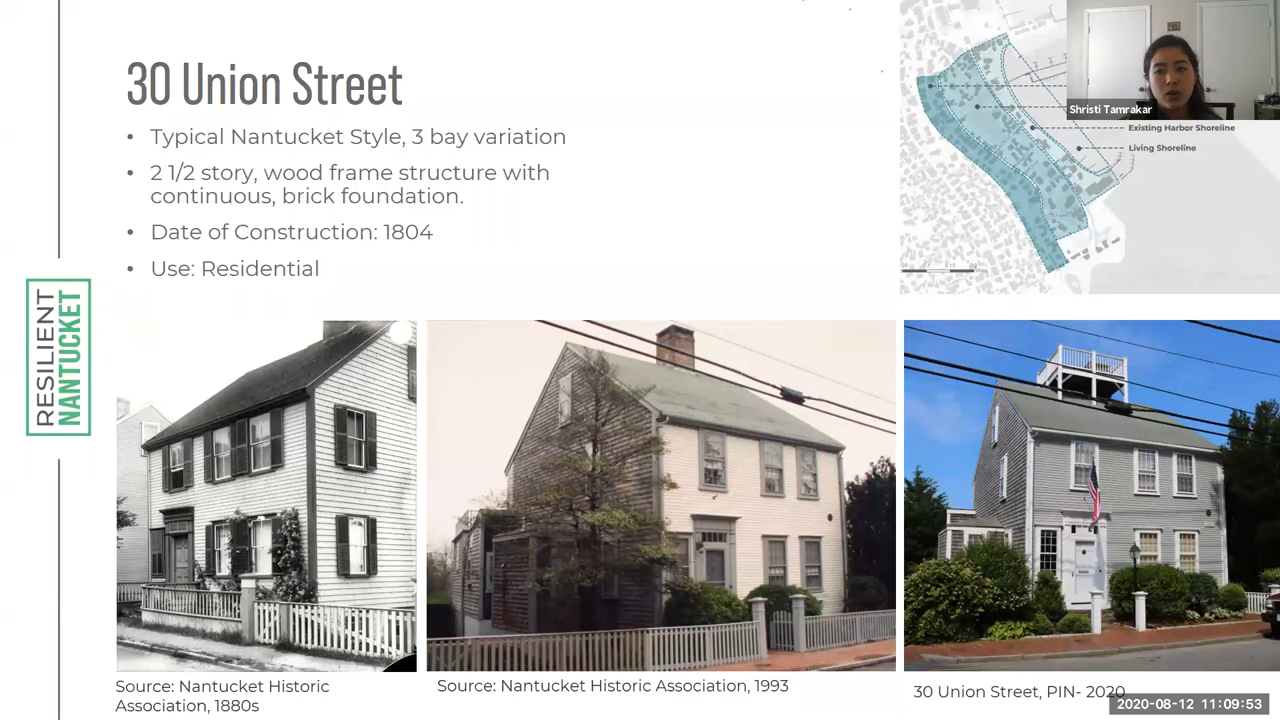 30 Union Street
• Typical Nantucket Style, 3 bay variation
• 2 1/2 story, wood frame structure with
continuous, brick foundation.
• Date of Construction: 1804
• Use: Residential
Shristi Tamrakar
Existing Harbor Shoreline
Living Shoreline
RESILIENT
NANTUCKET
Source: Nantucket Historic
Association, 1880s
Source: Nantucket Historic Association, 1993
30 Union Street, PIN- 2020
2020-08-12 11:09:53